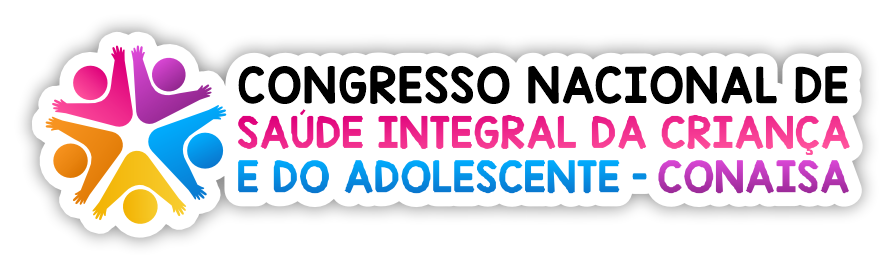 CONGRESSO NACIONAL DE
SAÚDE INTEGRAL DA CRIANÇA
E DO ADOLESCENTE - CONAISA